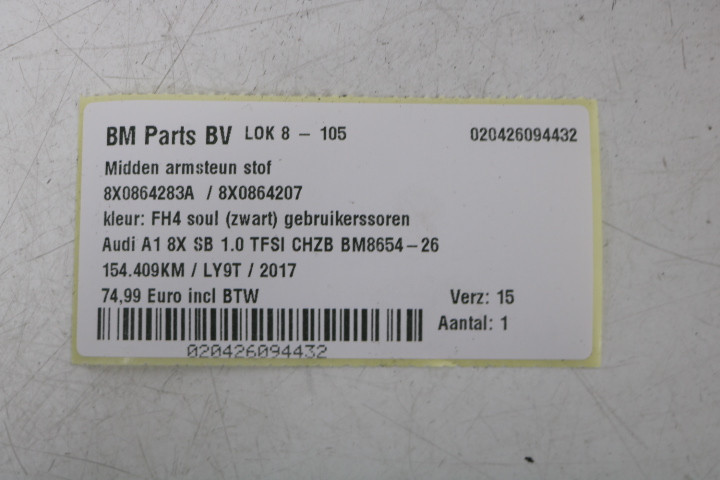 BM Parts BV LOK 8 - 105 020426094432
Midden armsteun stof
8X0864283A / 8X0864207
kleur: FH4 soul (zwart) gebruikerssoren
Audi A1 8X SB 1.0 TFSI CHZB BM8654-26
154.409KM / LY9T / 2017
74,99 Euro incl BTW Verz: 15
Aantal: 1
020426094432